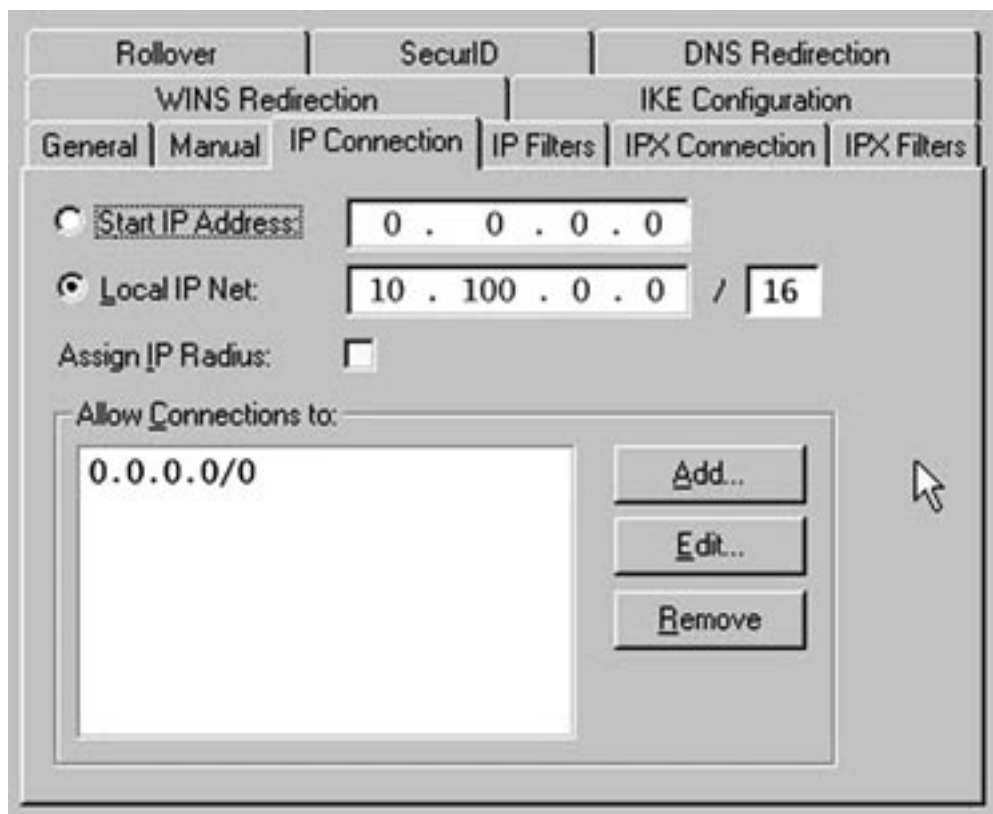 Rollover SecurID DNS Redirection
WINS Redirection IKE Configuration
General Manual IP Connection IP Filters IPX Connection IPX Filters
Start IP Address: 0 . 0 . 0 . 0
Local IP Net: 10 . 100 . 0 . 0 / 16
Assign IP Radius:
Allow Connections to:
0.0.0.0/0
Add...
Edit...
Remove